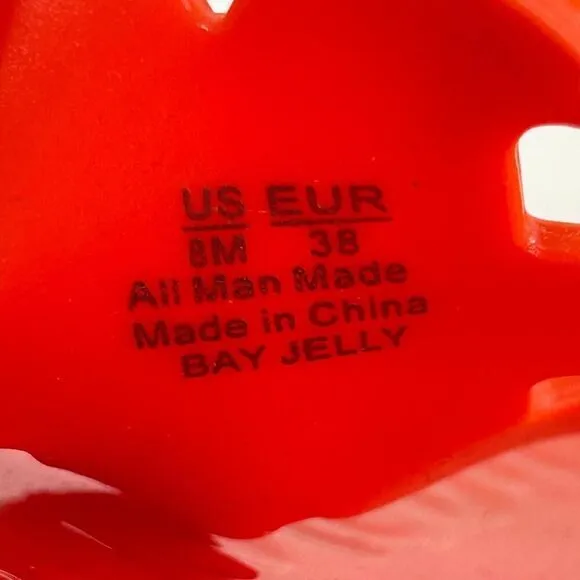 US EUR
8M 38
All Man Made
Made in China
BAY JELLY